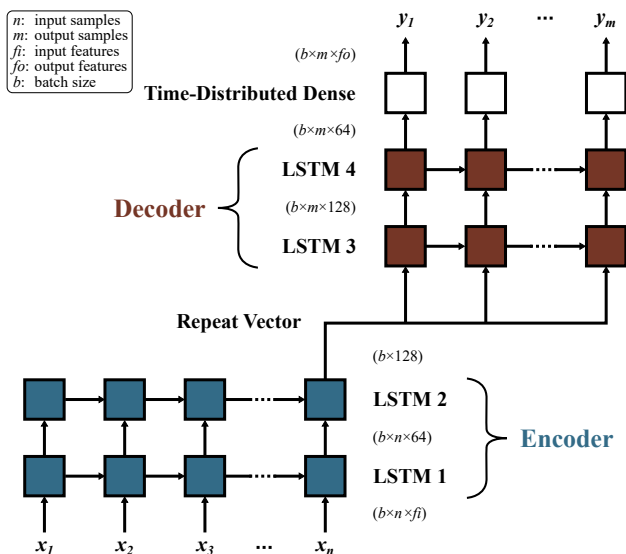 n: input samples
m: output samples
fi: input features
fo: output features
b: batch size
y₁ y₂ ... yₘ
(b×m×fo)
Time-Distributed Dense
(b×m×64)
LSTM 4
Decoder
(b×m×128)
LSTM 3
Repeat Vector
(b×128)
LSTM 2
Encoder
(b×n×64)
LSTM 1
(b×n×fi)
x₁ x₂ x₃ ... xₙ